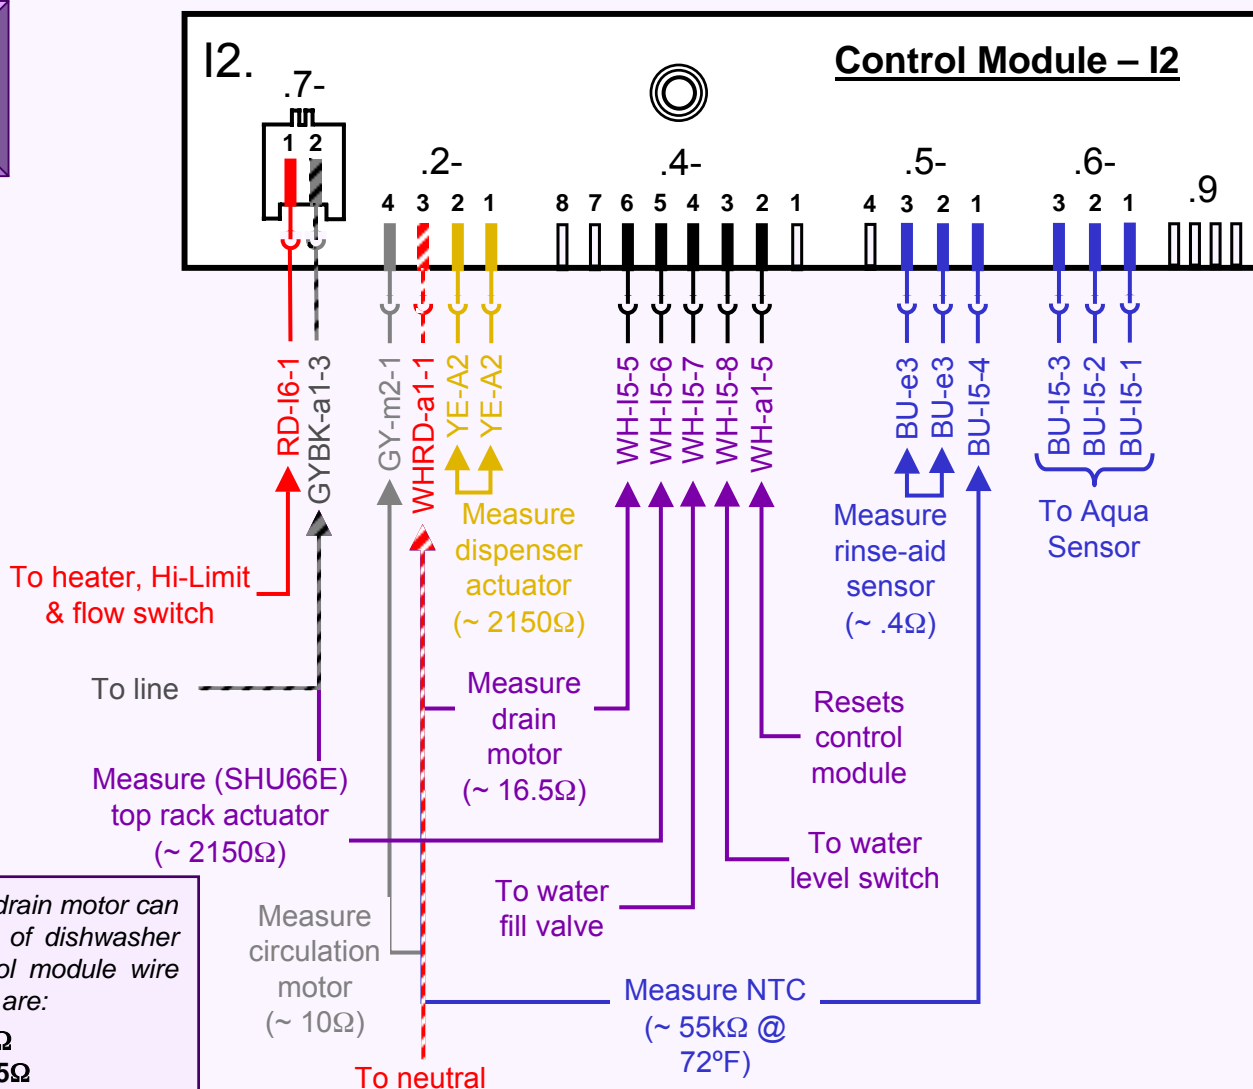 I2.
Control Module – I2
.7-
1 2
.2-
4 3 2 1
.4-
8 7 6 5 4 3 2 1
.5-
4 3 2 1
.6-
3 2 1
.9
RD-I6-1
GYBK-a1-3
GY-m2-1
WHRD-a1-1
YE-A2
YE-A2
WH-I5-5
WH-I5-6
WH-I5-7
WH-I5-8
WH-a1-5
BU-e3
BU-e3
BU-I5-4
BU-I5-3
BU-I5-2
BU-I5-1
Measure
dispenser
actuator
(~ 2150Ω)
Measure
rinse-aid
sensor
(~ .4Ω)
To Aqua
Sensor
To heater, Hi-Limit
& flow switch
To line
Measure
drain
motor
(~ 16.5Ω)
Resets
control
module
Measure (SHU66E)
top rack actuator
(~ 2150Ω)
To water
level switch
To water
fill valve
Measure
circulation
motor
(~ 10Ω)
Measure NTC
(~ 55kΩ @
72ºF)
To neutral
drain motor can
of dishwasher
ol module wire
are:
Ω
5Ω